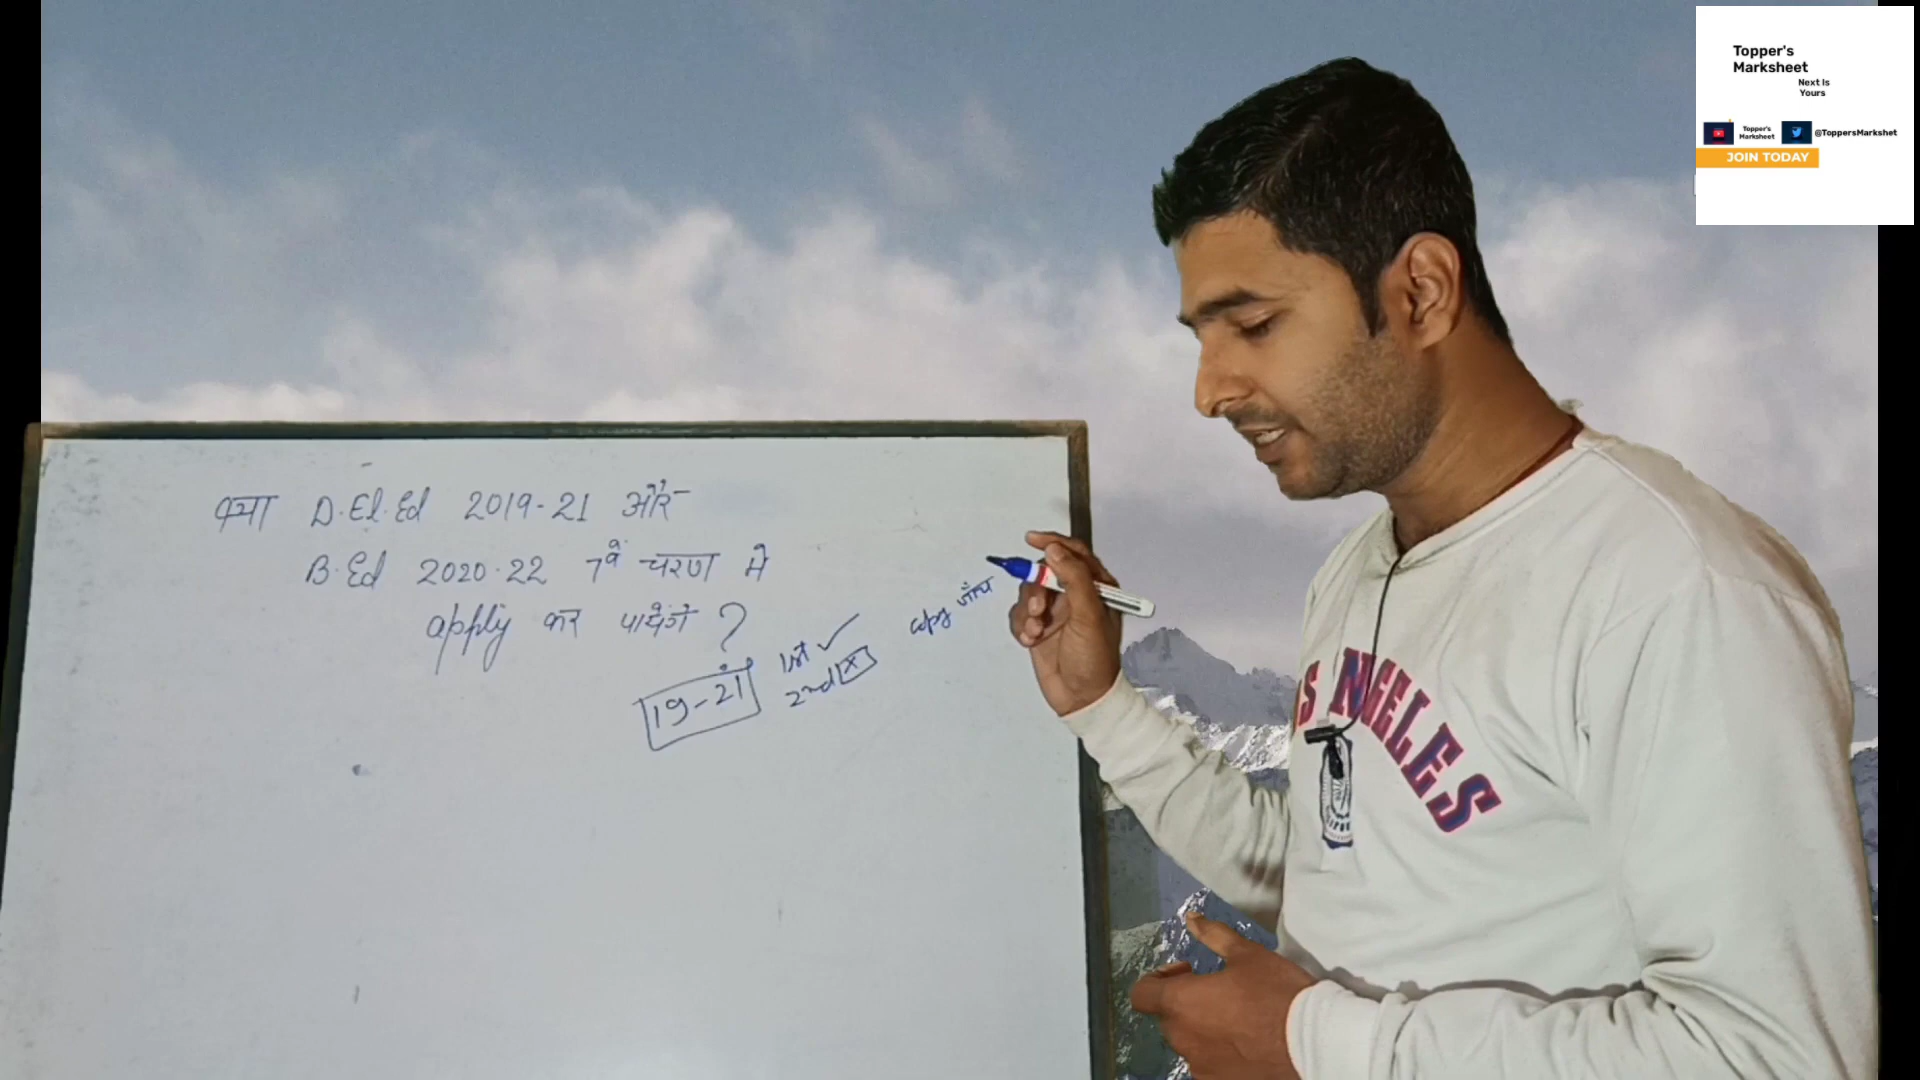 क्या D.El.Ed 2019-21 और
B.Ed 2020-22 7वें चरण में
apply कर पायेंगे ?
19-21
1st ✓
2nd ☒
copy जाँच
Topper's
Marksheet
Next Is
Yours
Topper's
Marksheet
@ToppersMarkshet
JOIN TODAY
ANGELES